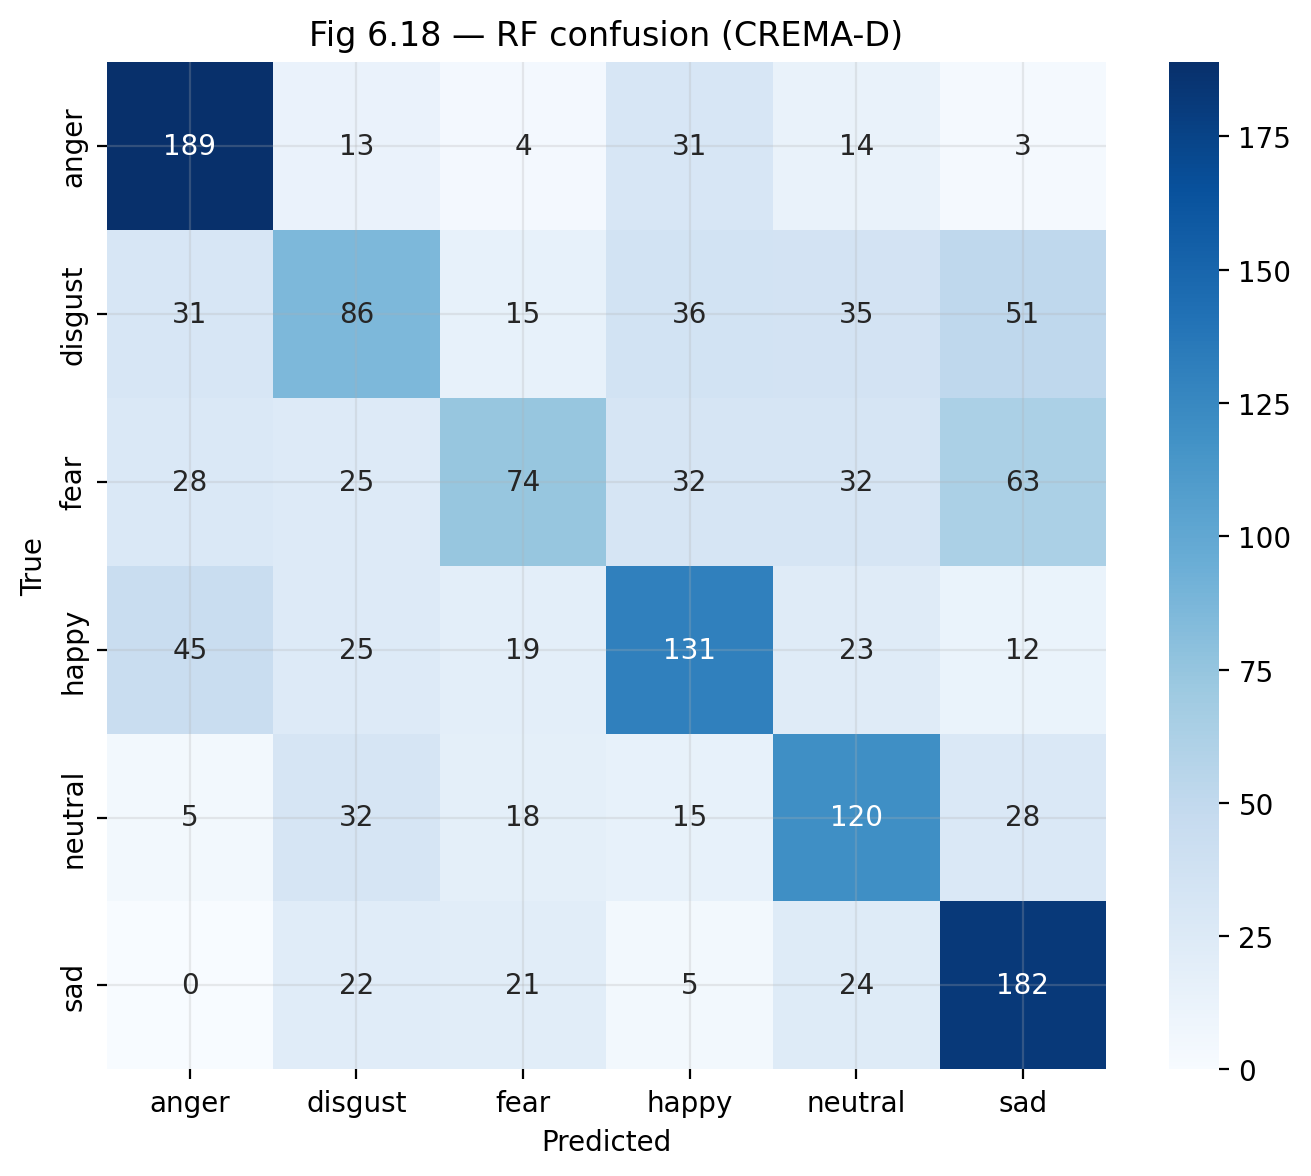 Fig 6.18 — RF confusion (CREMA-D)
anger 189 13 4 31 14 3
disgust 31 86 15 36 35 51
fear 28 25 74 32 32 63
happy 45 25 19 131 23 12
neutral 5 32 18 15 120 28
sad 0 22 21 5 24 182
anger disgust fear happy neutral sad
Predicted
True
175
150
125
100
75
50
25
0